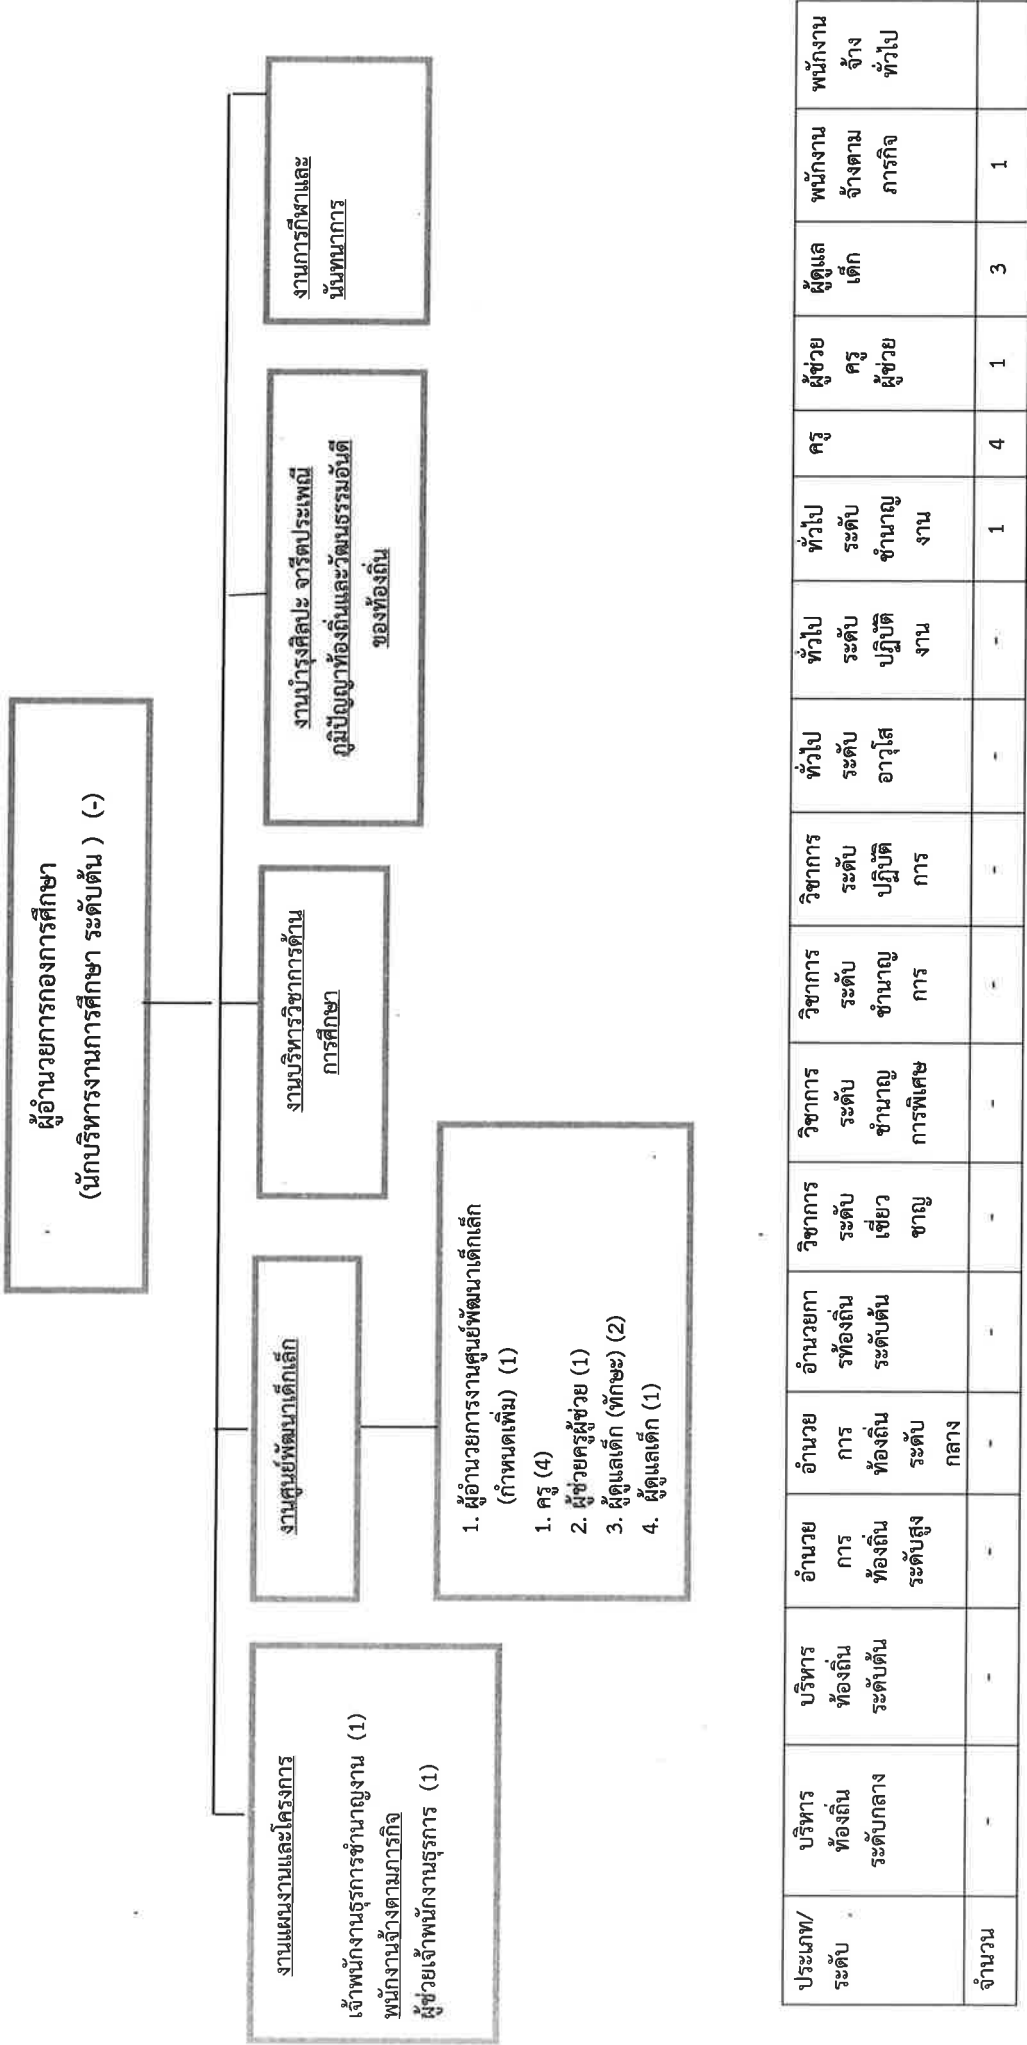 ผู้อำนวยการกองการศึกษา
(นักบริหารงานการศึกษา ระดับต้น ) (-)
งานแผนงานและโครงการ
เจ้าพนักงานธุรการชำนาญงาน (1)
พนักงานจ้างตามภารกิจ
ผู้ช่วยเจ้าพนักงานธุรการ (1)
งานศูนย์พัฒนาเด็กเล็ก
1. ผู้อำนวยการงานศูนย์พัฒนาเด็กเล็ก
(กำหนดเพิ่ม) (1)
1. ครู (4)
2. ผู้ช่วยครูผู้ช่วย (1)
3. ผู้ดูแลเด็ก (ทักษะ) (2)
4. ผู้ดูแลเด็ก (1)
งานบริหารวิชาการด้าน
การศึกษา
งานบำรุงศิลปะ จารีตประเพณี
ภูมิปัญญาท้องถิ่นและวัฒนธรรมอันดี
ของท้องถิ่น
งานการกีฬาและ
นันทนาการ
ประเภท/
ระดับ
บริหาร
ท้องถิ่น
ระดับกลาง
บริหาร
ท้องถิ่น
ระดับต้น
อำนวย
การ
ท้องถิ่น
ระดับสูง
อำนวย
การ
ท้องถิ่น
ระดับ
กลาง
อำนวยกา
รท้องถิ่น
ระดับต้น
วิชาการ
ระดับ
เชี่ยว
ชาญ
วิชาการ
ระดับ
ชำนาญ
การพิเศษ
วิชาการ
ระดับ
ชำนาญ
การ
วิชาการ
ระดับ
ปฏิบัติ
การ
ทั่วไป
ระดับ
อาวุโส
ทั่วไป
ระดับ
ปฏิบัติ
งาน
ทั่วไป
ระดับ
ชำนาญ
งาน
ครู
ผู้ช่วย
ครู
ผู้ช่วย
ผู้ดูแล
เด็ก
พนักงาน
จ้างตาม
ภารกิจ
พนักงาน
จ้าง
ทั่วไป
จำนวน - - - - - - - - - - - 1 4 1 3 1